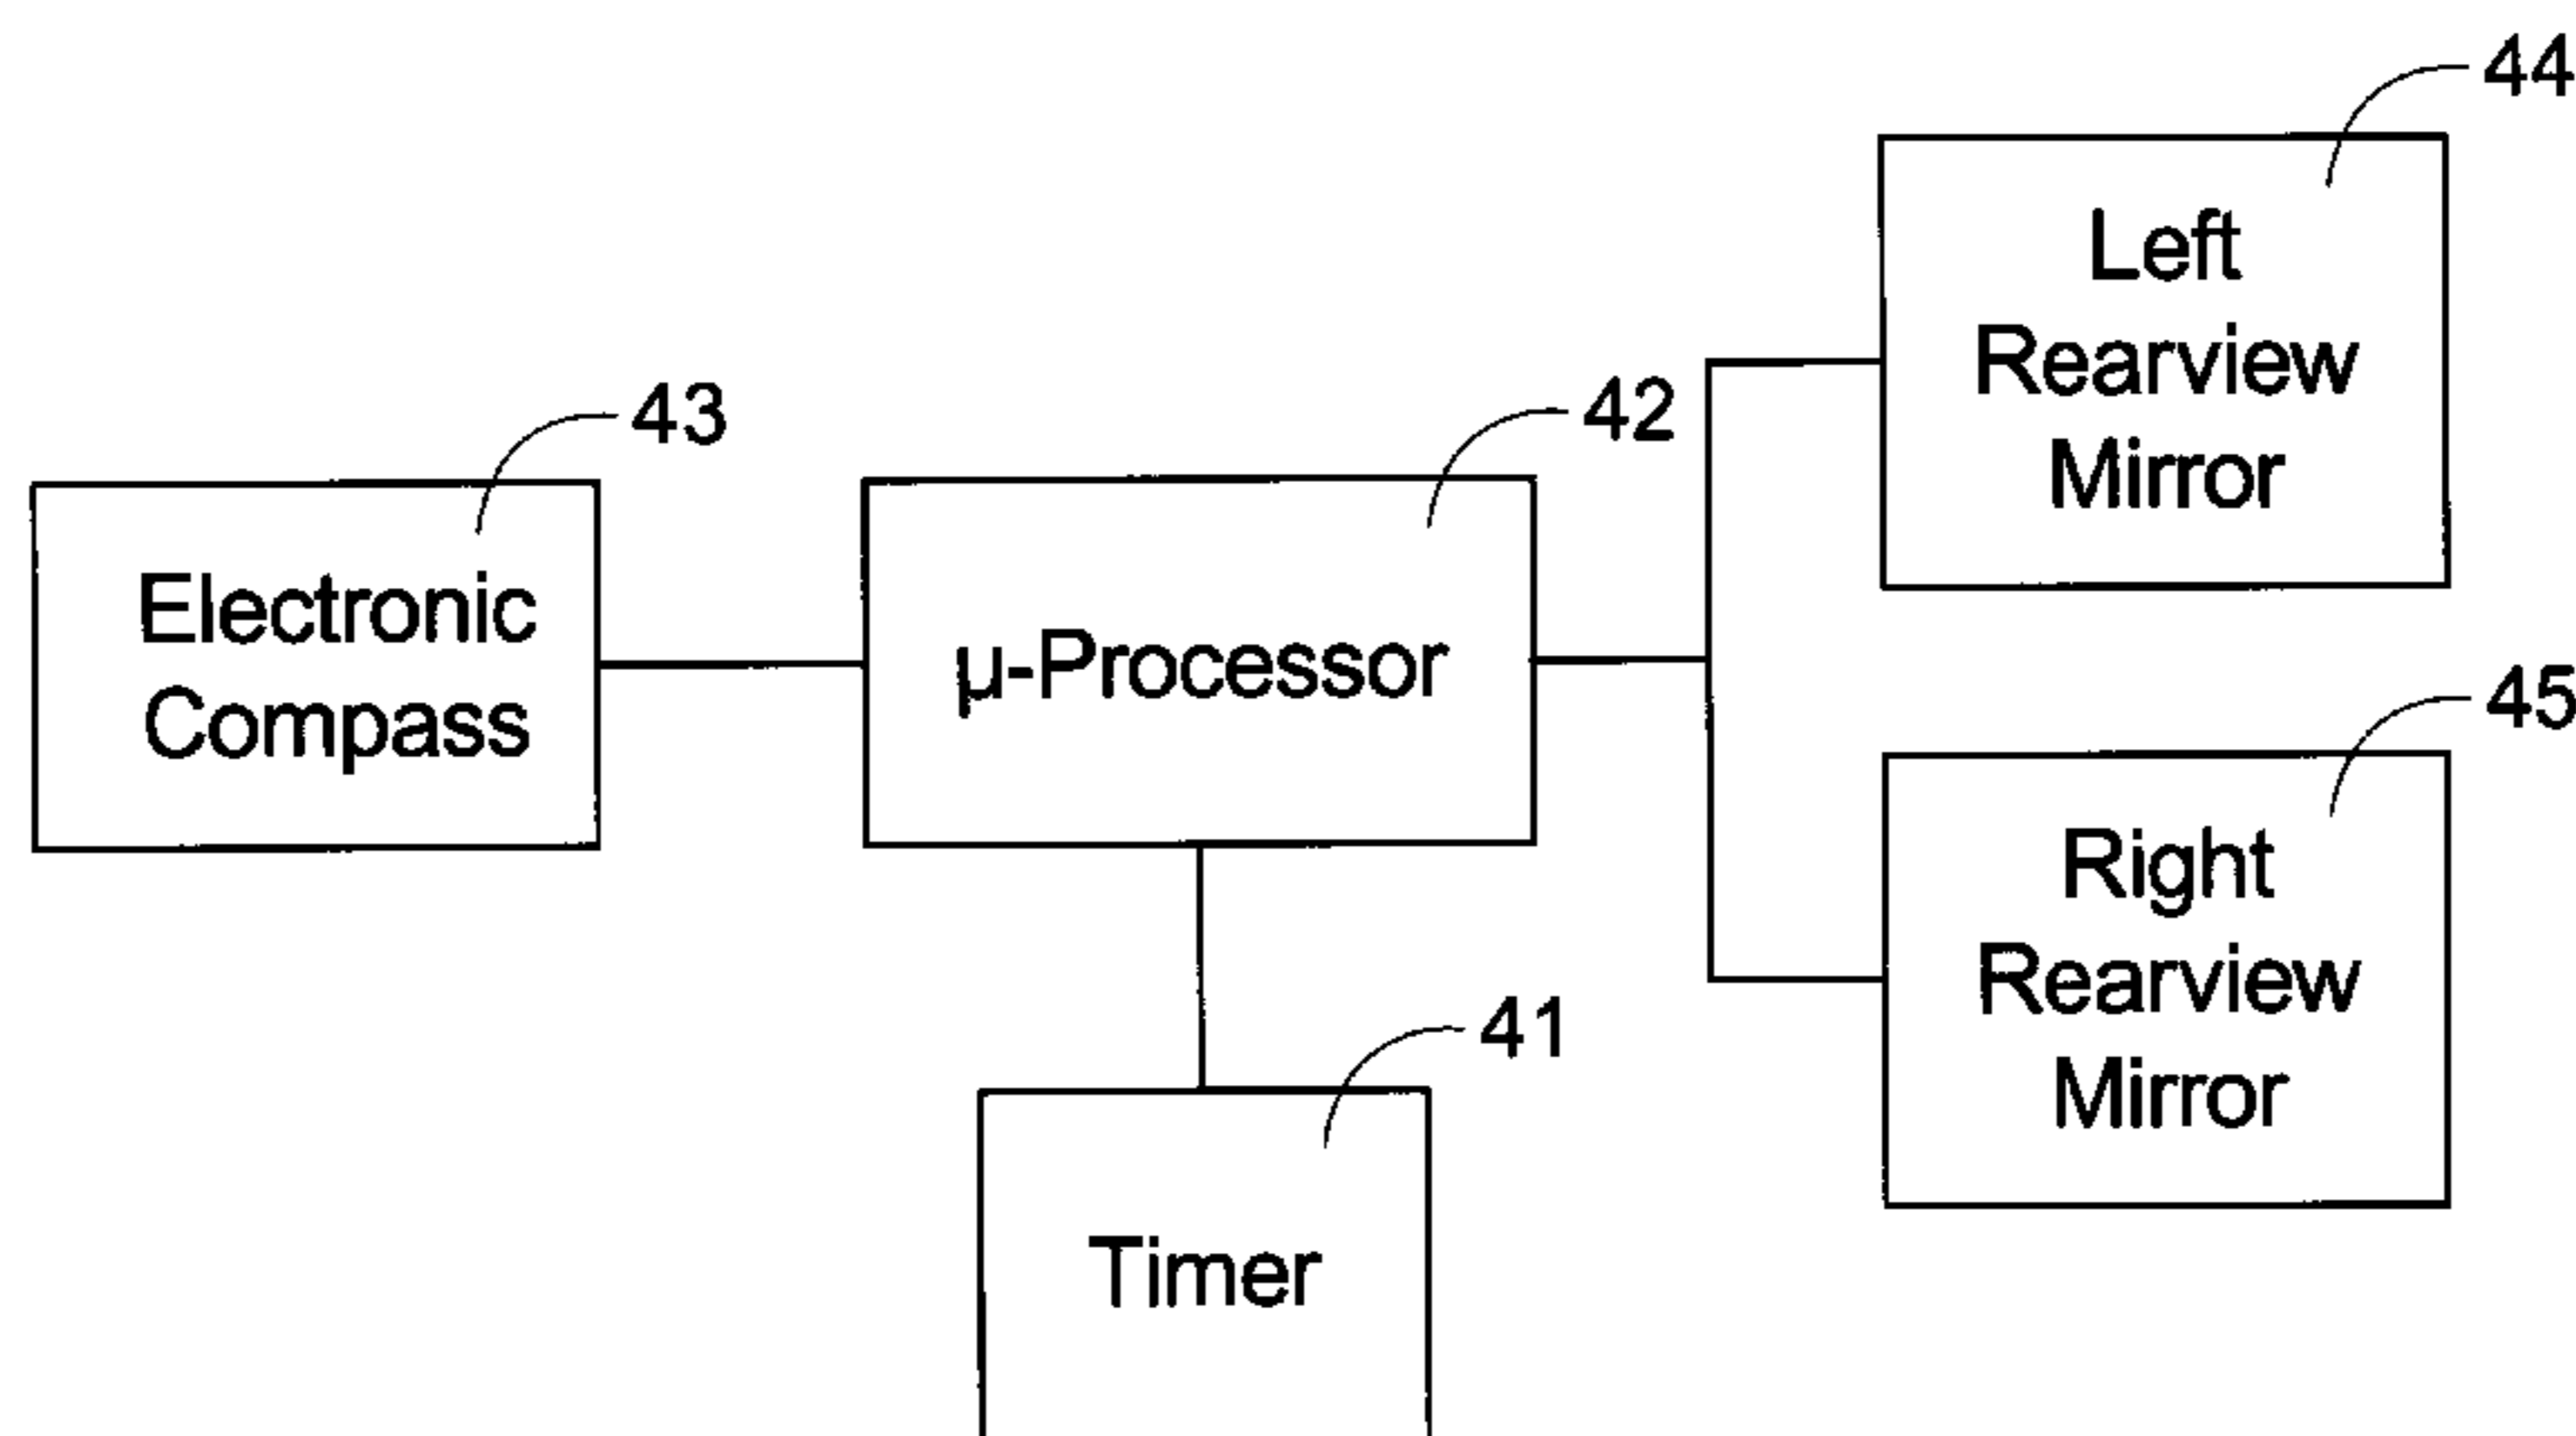 44
Left
Rearview
Mirror
43
Electronic
Compass
42
µ-Processor
45
Right
Rearview
Mirror
41
Timer